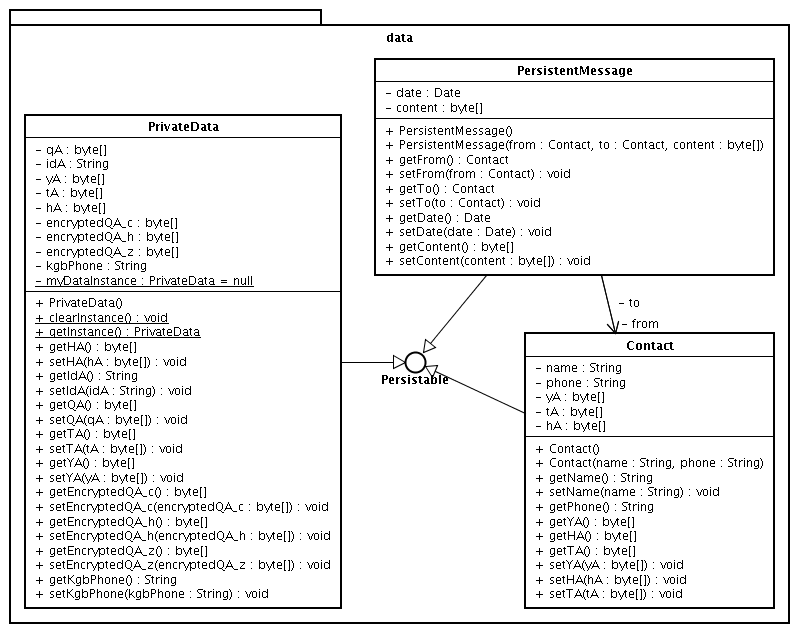 data
PrivateData
- qA : byte[]
- idA : String
- yA : byte[]
- tA : byte[]
- hA : byte[]
- encryptedQA_c : byte[]
- encryptedQA_h : byte[]
- encryptedQA_z : byte[]
- kgbPhone : String
- myDataInstance : PrivateData = null
+ PrivateData()
+ clearInstance() : void
+ getInstance() : PrivateData
+ getHA() : byte[]
+ setHA(hA : byte[]) : void
+ getIdA() : String
+ setIdA(idA : String) : void
+ getQA() : byte[]
+ setQA(qA : byte[]) : void
+ getTA() : byte[]
+ setTA(tA : byte[]) : void
+ getYA() : byte[]
+ setYA(yA : byte[]) : void
+ getEncryptedQA_c() : byte[]
+ setEncryptedQA_c(encryptedQA_c : byte[]) : void
+ getEncryptedQA_h() : byte[]
+ setEncryptedQA_h(encryptedQA_h : byte[]) : void
+ getEncryptedQA_z() : byte[]
+ setEncryptedQA_z(encryptedQA_z : byte[]) : void
+ getKgbPhone() : String
+ setKgbPhone(kgbPhone : String) : void
PersistentMessage
- date : Date
- content : byte[]
+ PersistentMessage()
+ PersistentMessage(from : Contact, to : Contact, content : byte[])
+ getFrom() : Contact
+ setFrom(from : Contact) : void
+ getTo() : Contact
+ setTo(to : Contact) : void
+ getDate() : Date
+ setDate(date : Date) : void
+ getContent() : byte[]
+ setContent(content : byte[]) : void
- to
- from
Persistable
Contact
- name : String
- phone : String
- yA : byte[]
- tA : byte[]
- hA : byte[]
+ Contact()
+ Contact(name : String, phone : String)
+ getName() : String
+ setName(name : String) : void
+ getPhone() : String
+ getYA() : byte[]
+ getHA() : byte[]
+ getTA() : byte[]
+ setYA(yA : byte[]) : void
+ setHA(hA : byte[]) : void
+ setTA(tA : byte[]) : void